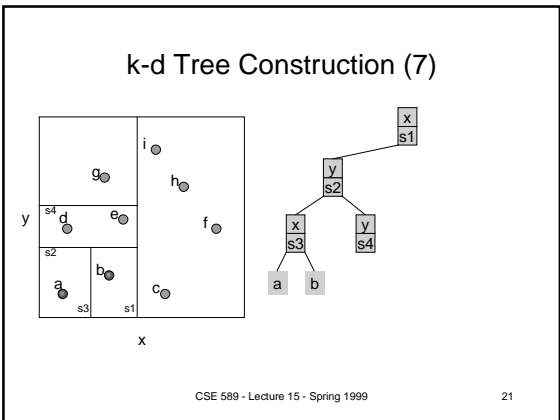 k-d Tree Construction (7)
x
s1
y
s2
x
s3
y
s4
a
b
i
g
h
s4
d
e
f
y
s2
a
b
c
s3
s1
x
CSE 589 - Lecture 15 - Spring 1999
21